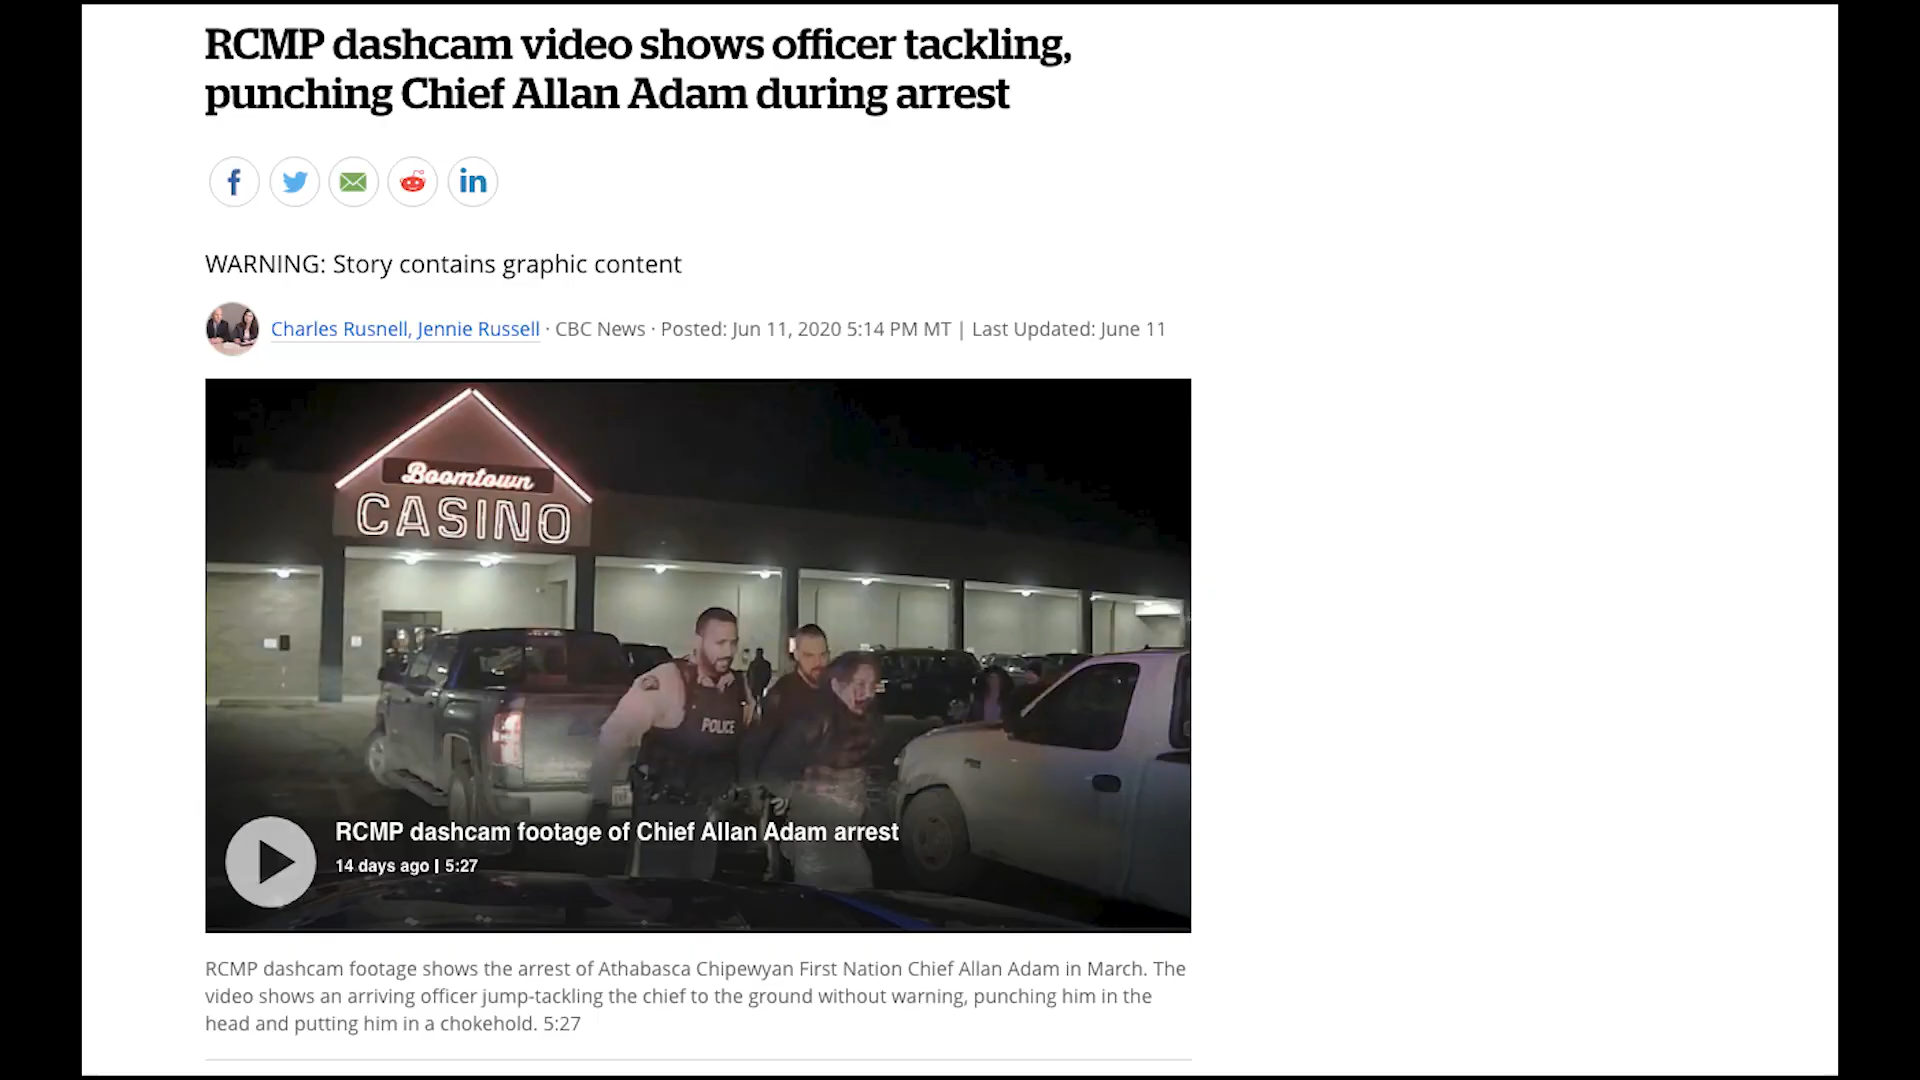 RCMP dashcam video shows officer tackling,
punching Chief Allan Adam during arrest
WARNING: Story contains graphic content
Charles Rusnell, Jennie Russell · CBC News · Posted: Jun 11, 2020 5:14 PM MT | Last Updated: June 11
Boomtown
CASINO
POLICE
RCMP dashcam footage of Chief Allan Adam arrest
14 days ago | 5:27
RCMP dashcam footage shows the arrest of Athabasca Chipewyan First Nation Chief Allan Adam in March. The
video shows an arriving officer jump-tackling the chief to the ground without warning, punching him in the
head and putting him in a chokehold. 5:27